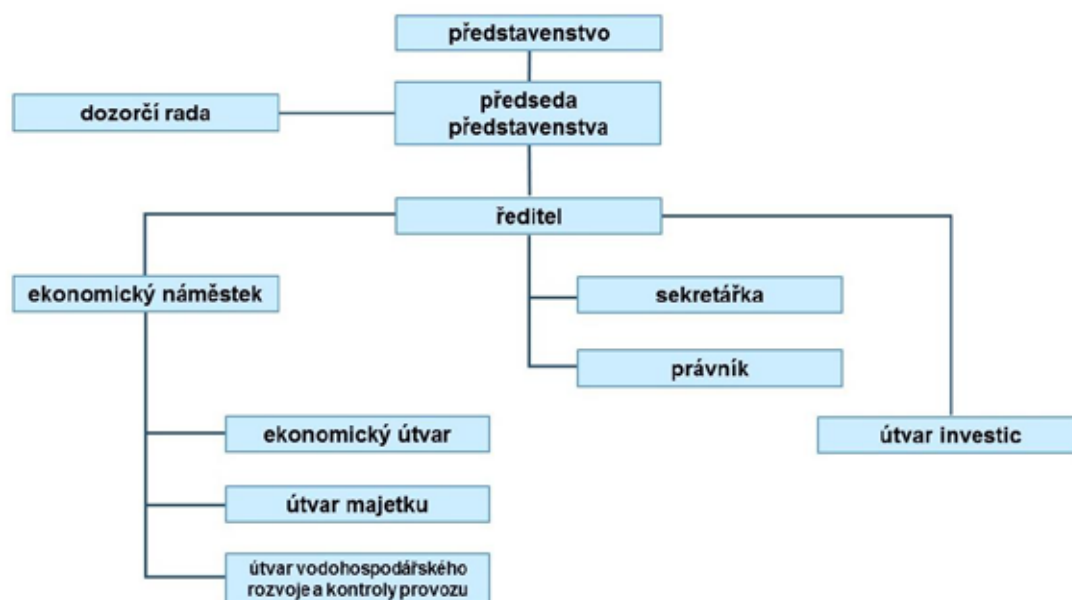 představenstvo
dozorčí rada
předseda
představenstva
ředitel
ekonomický náměstek
sekretářka
právník
ekonomický útvar
útvar investic
útvar majetku
útvar vodohospodářského
rozvoje a kontroly provozu